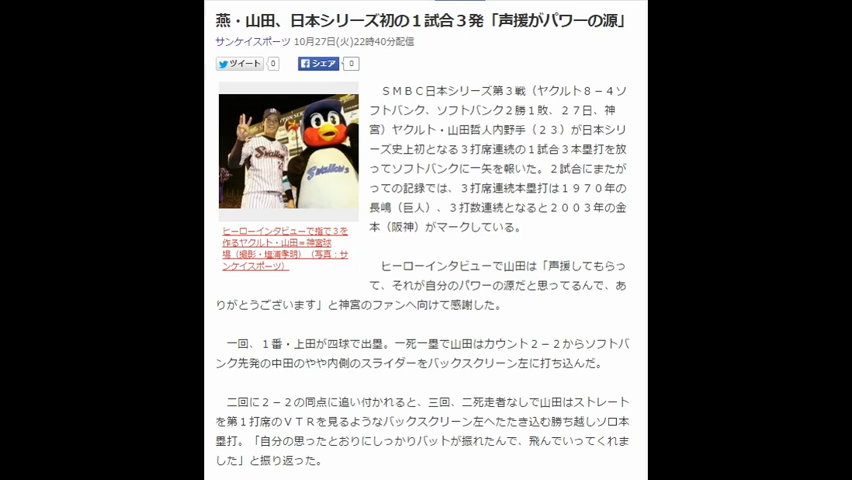 燕・山田、日本シリーズ初の１試合３発「声援がパワーの源」
サンケイスポーツ 10月27日(火)22時40分配信
ツイート 0 シェア 0
ＳＭＢＣ日本シリーズ第３戦（ヤクルト８－４ソ
フトバンク、ソフトバンク２勝１敗、２７日、神
宮）ヤクルト・山田哲人内野手（２３）が日本シリ
ーズ史上初となる３打席連続の１試合３本塁打を放
ってソフトバンクに一矢を報いた。２試合にまたが
っての記録では、３打席連続本塁打は１９７０年の
長嶋（巨人）、３打数連続となると２００３年の金
本（阪神）がマークしている。
Swallows
Swallows
ヒーローインタビューで指で３を
作るヤクルト・山田＝神宮球
場（撮影・塩浦孝明）（写真：サ
ンケイスポーツ）
ヒーローインタビューで山田は「声援してもらっ
て、それが自分のパワーの源だと思ってるんで、あ
りがとうございます」と神宮のファンへ向けて感謝した。
一回、１番・上田が四球で出塁。一死一塁で山田はカウント２－２からソフトバ
ンク先発の中田のやや内側のスライダーをバックスクリーン左に打ち込んだ。
二回に２－２の同点に追い付かれると、三回、二死走者なしで山田はストレート
を第１打席のＶＴＲを見るようなバックスクリーン左へたたき込む勝ち越しソロ本
塁打。「自分の思ったとおりにしっかりバットが振れたんで、飛んでいってくれま
した」と振り返った。